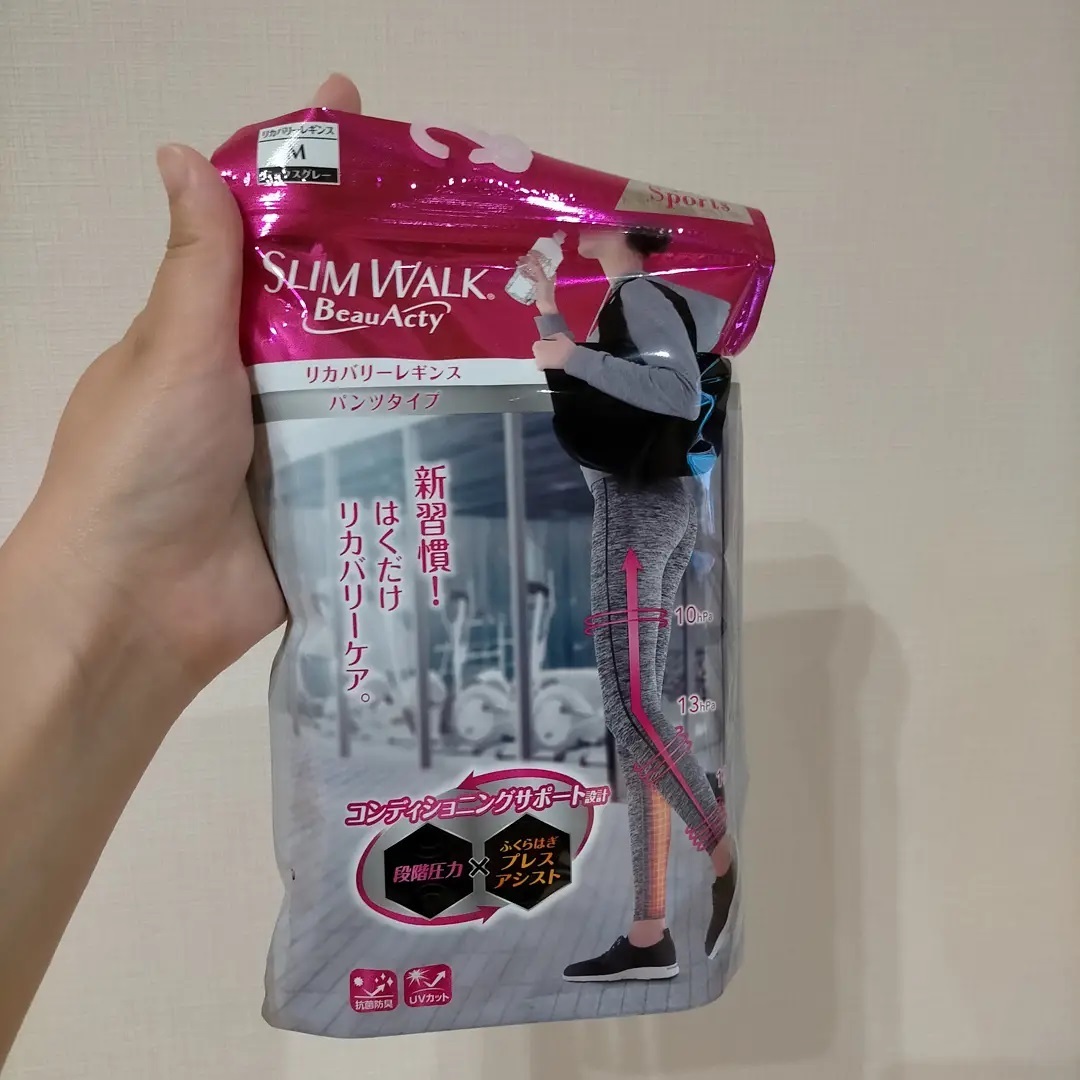 リカバリーレギンス
M
Sports
SLIM WALK®
BeauActy
リカバリーレギンス
パンツタイプ
新習慣!
はくだけ
リカバリーケア。
10hPa
13hPa
コンディショニングサポート設計
段階圧力
×
ふくらはぎ
プレス
アシスト
抗菌防臭
UVカット